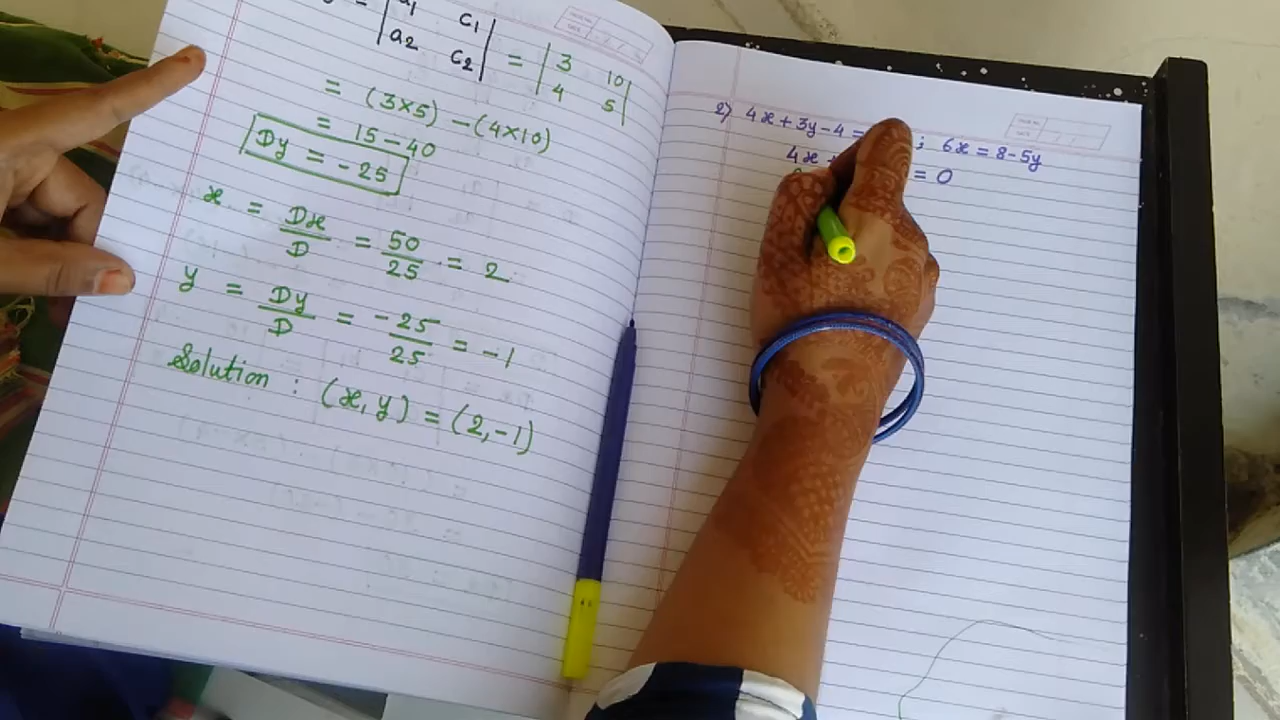 = | a1 c1 | = | 3 10 |
| a2 c2 | | 4 5 |
= (3×5) - (4×10)
= 15 - 40
Dy = -25
x = Dx/D = 50/25 = 2
y = Dy/D = -25/25 = -1
Solution : (x, y) = (2, -1)
2) 4x + 3y - 4 = ; 6x = 8 - 5y
4x + = 0